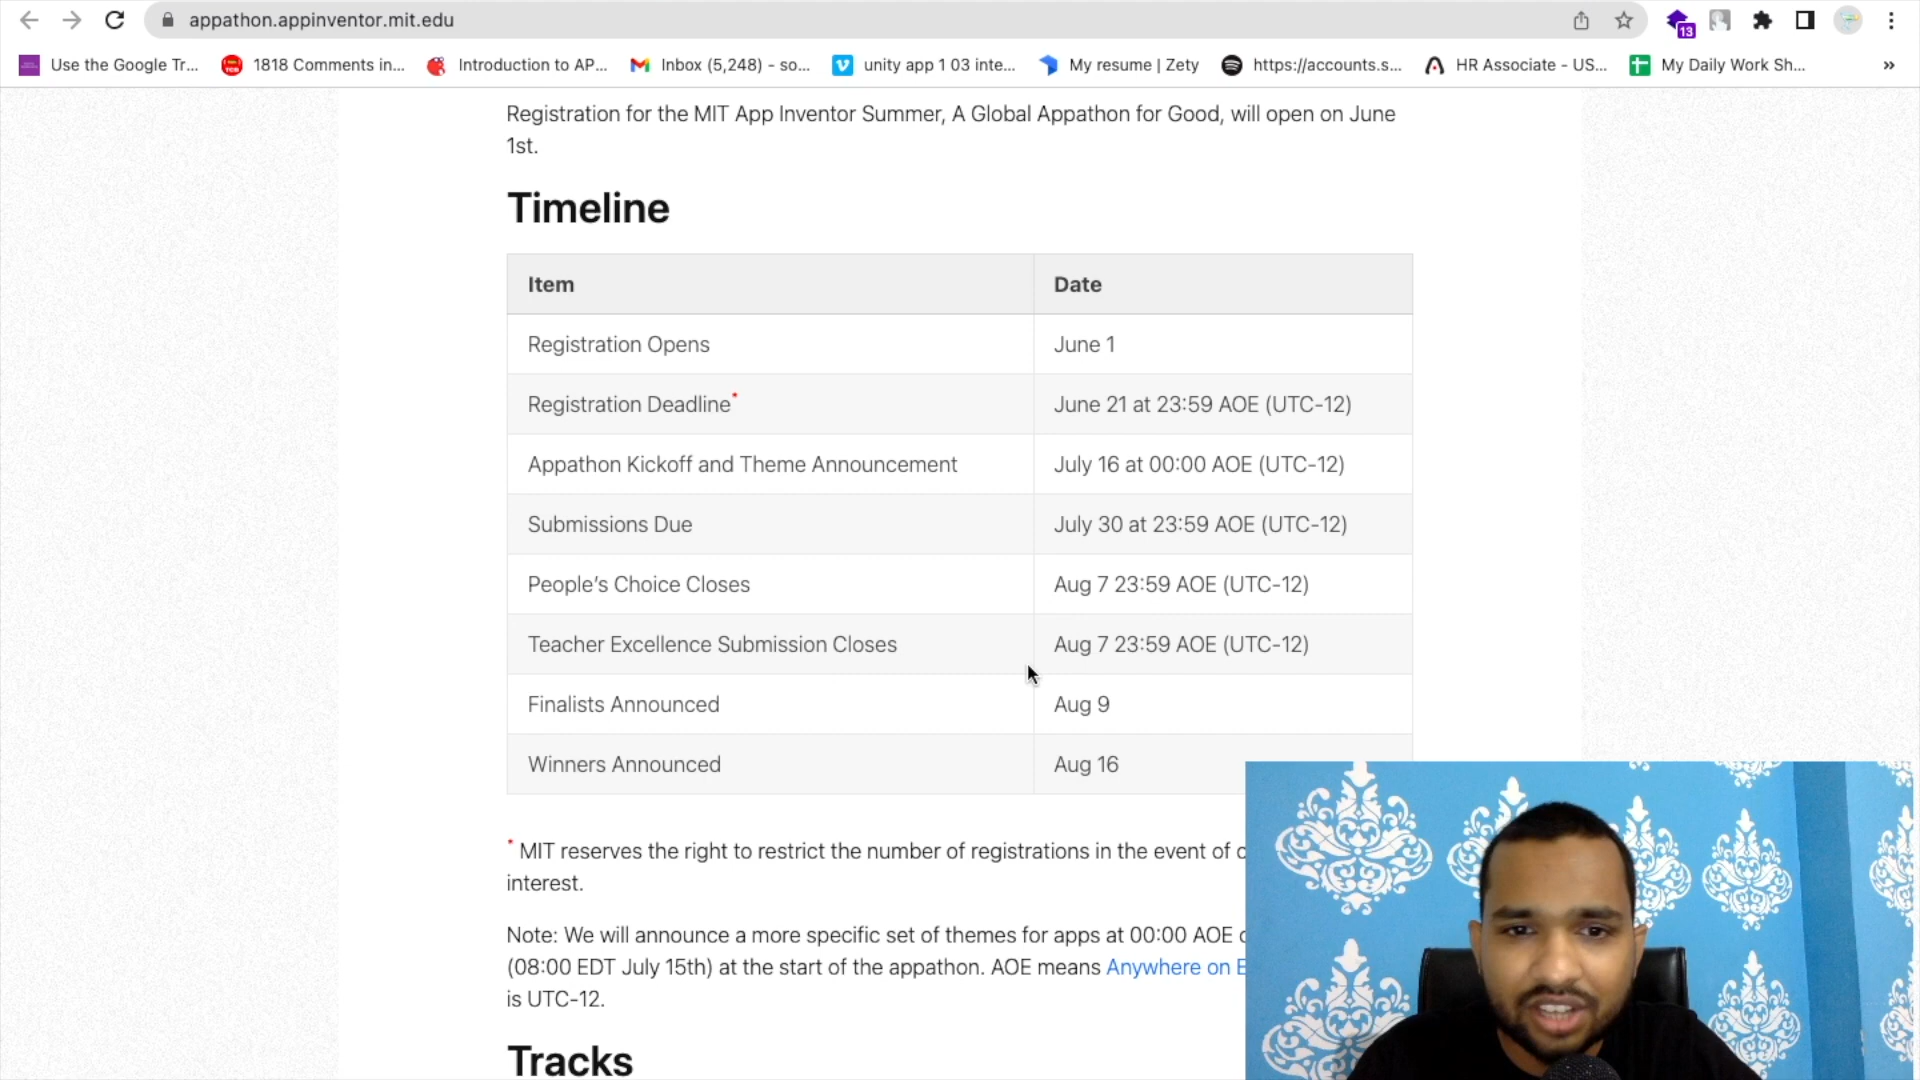 appathon.appinventor.mit.edu
13
Use the Google Tr...
1818 Comments in...
Introduction to AP...
Inbox (5,248) - so...
unity app 1 03 inte...
My resume | Zety
https://accounts.s...
HR Associate - US...
My Daily Work Sh...
»
Registration for the MIT App Inventor Summer, A Global Appathon for Good, will open on June
1st.
Timeline
Item Date
Registration Opens June 1
Registration Deadline* June 21 at 23:59 AOE (UTC-12)
Appathon Kickoff and Theme Announcement July 16 at 00:00 AOE (UTC-12)
Submissions Due July 30 at 23:59 AOE (UTC-12)
People’s Choice Closes Aug 7 23:59 AOE (UTC-12)
Teacher Excellence Submission Closes Aug 7 23:59 AOE (UTC-12)
Finalists Announced Aug 9
Winners Announced Aug 16
* MIT reserves the right to restrict the number of registrations in the event of
interest.
Note: We will announce a more specific set of themes for apps at 00:00 AOE
(08:00 EDT July 15th) at the start of the appathon. AOE means Anywhere on
is UTC-12.
Tracks